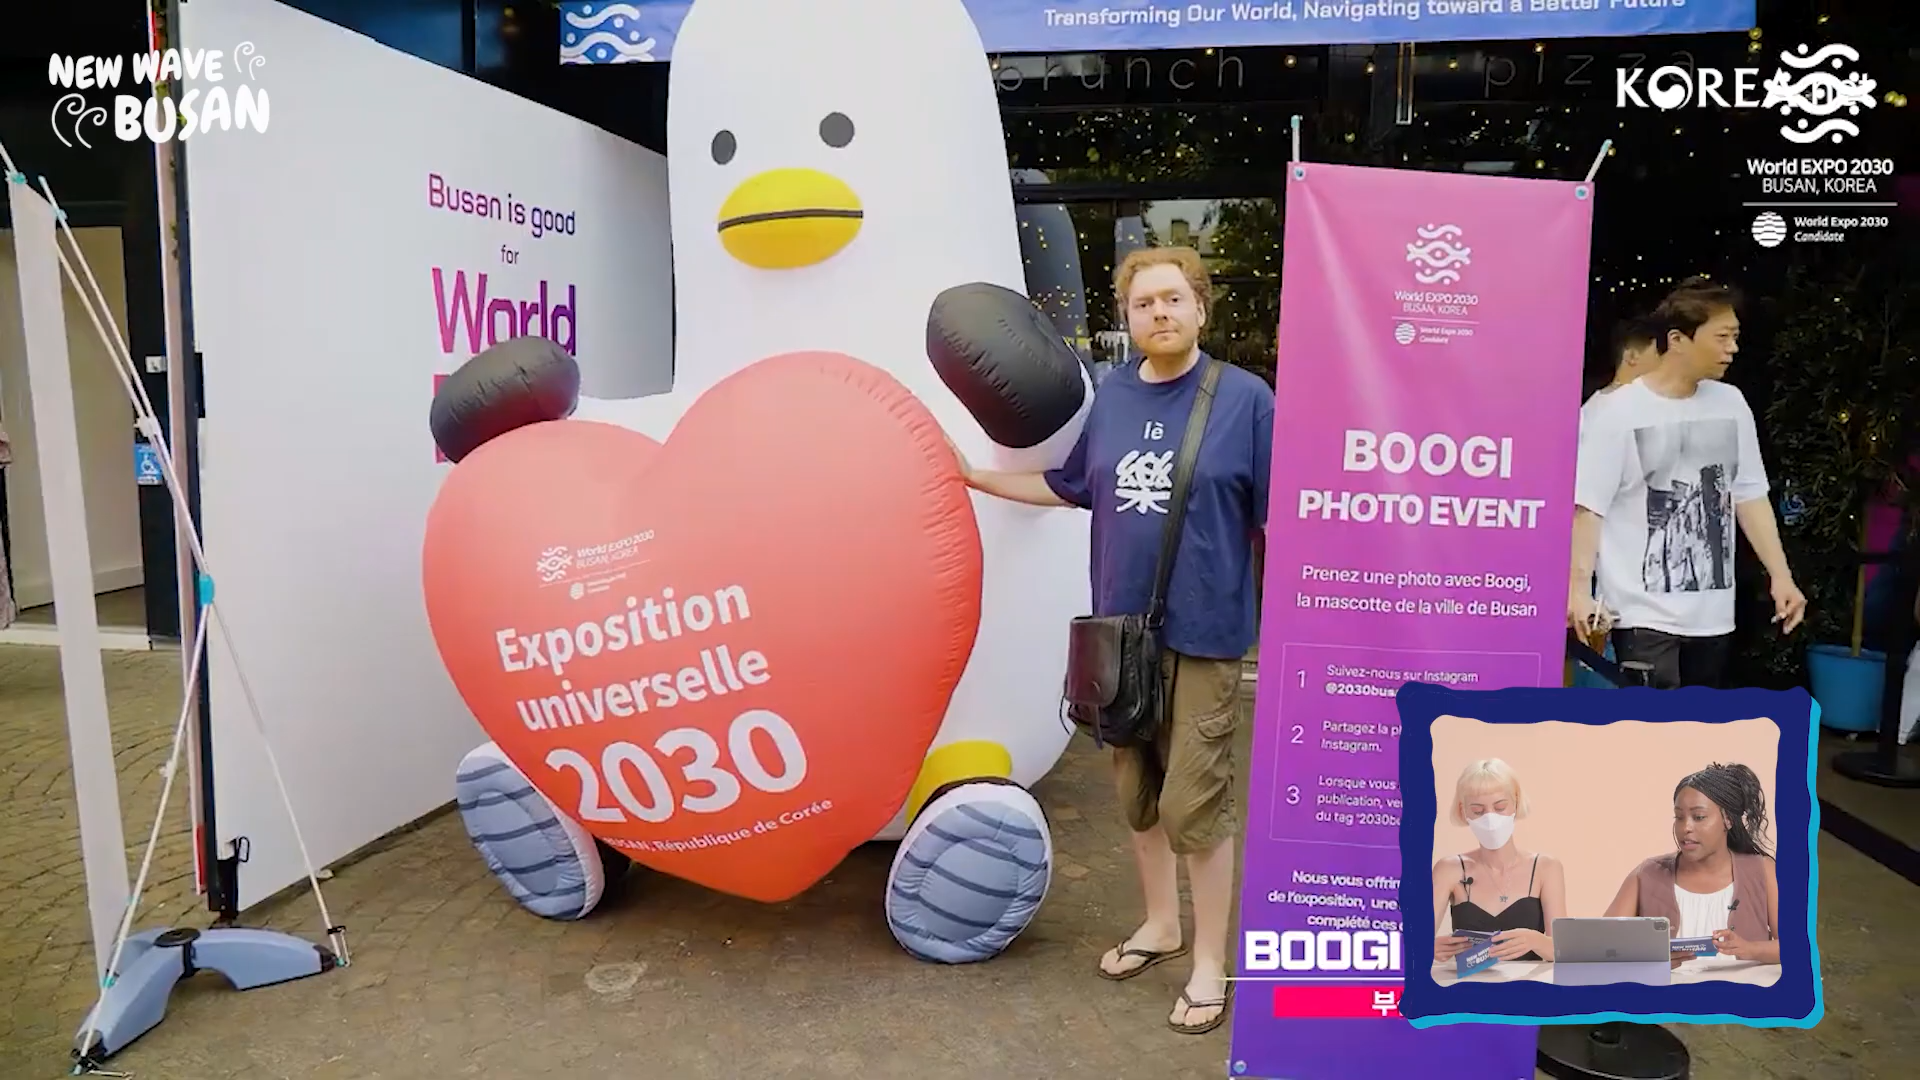 Transforming Our World, Navigating toward a Better Future
NEW WAVE
BUSAN
brunch
pizza
KOREA
World EXPO 2030
BUSAN, KOREA
World Expo 2030
Candidate
Busan is good
for
World
lè
樂
World EXPO 2030
BUSAN, KOREA
World Expo 2030
Candidate
BOOGI
PHOTO EVENT
Prenez une photo avec Boogi,
la mascotte de la ville de Busan
1 Suivez-nous sur Instagram
@2030bus
2 Partagez la
Instagram.
3 Lorsque vous
publication,
du tag
Nous vous
de l'exposition, une
complété ces
World EXPO 2030
BUSAN, KOREA
Exposition
universelle
2030
BUSAN, République de Corée
BOOGI
부